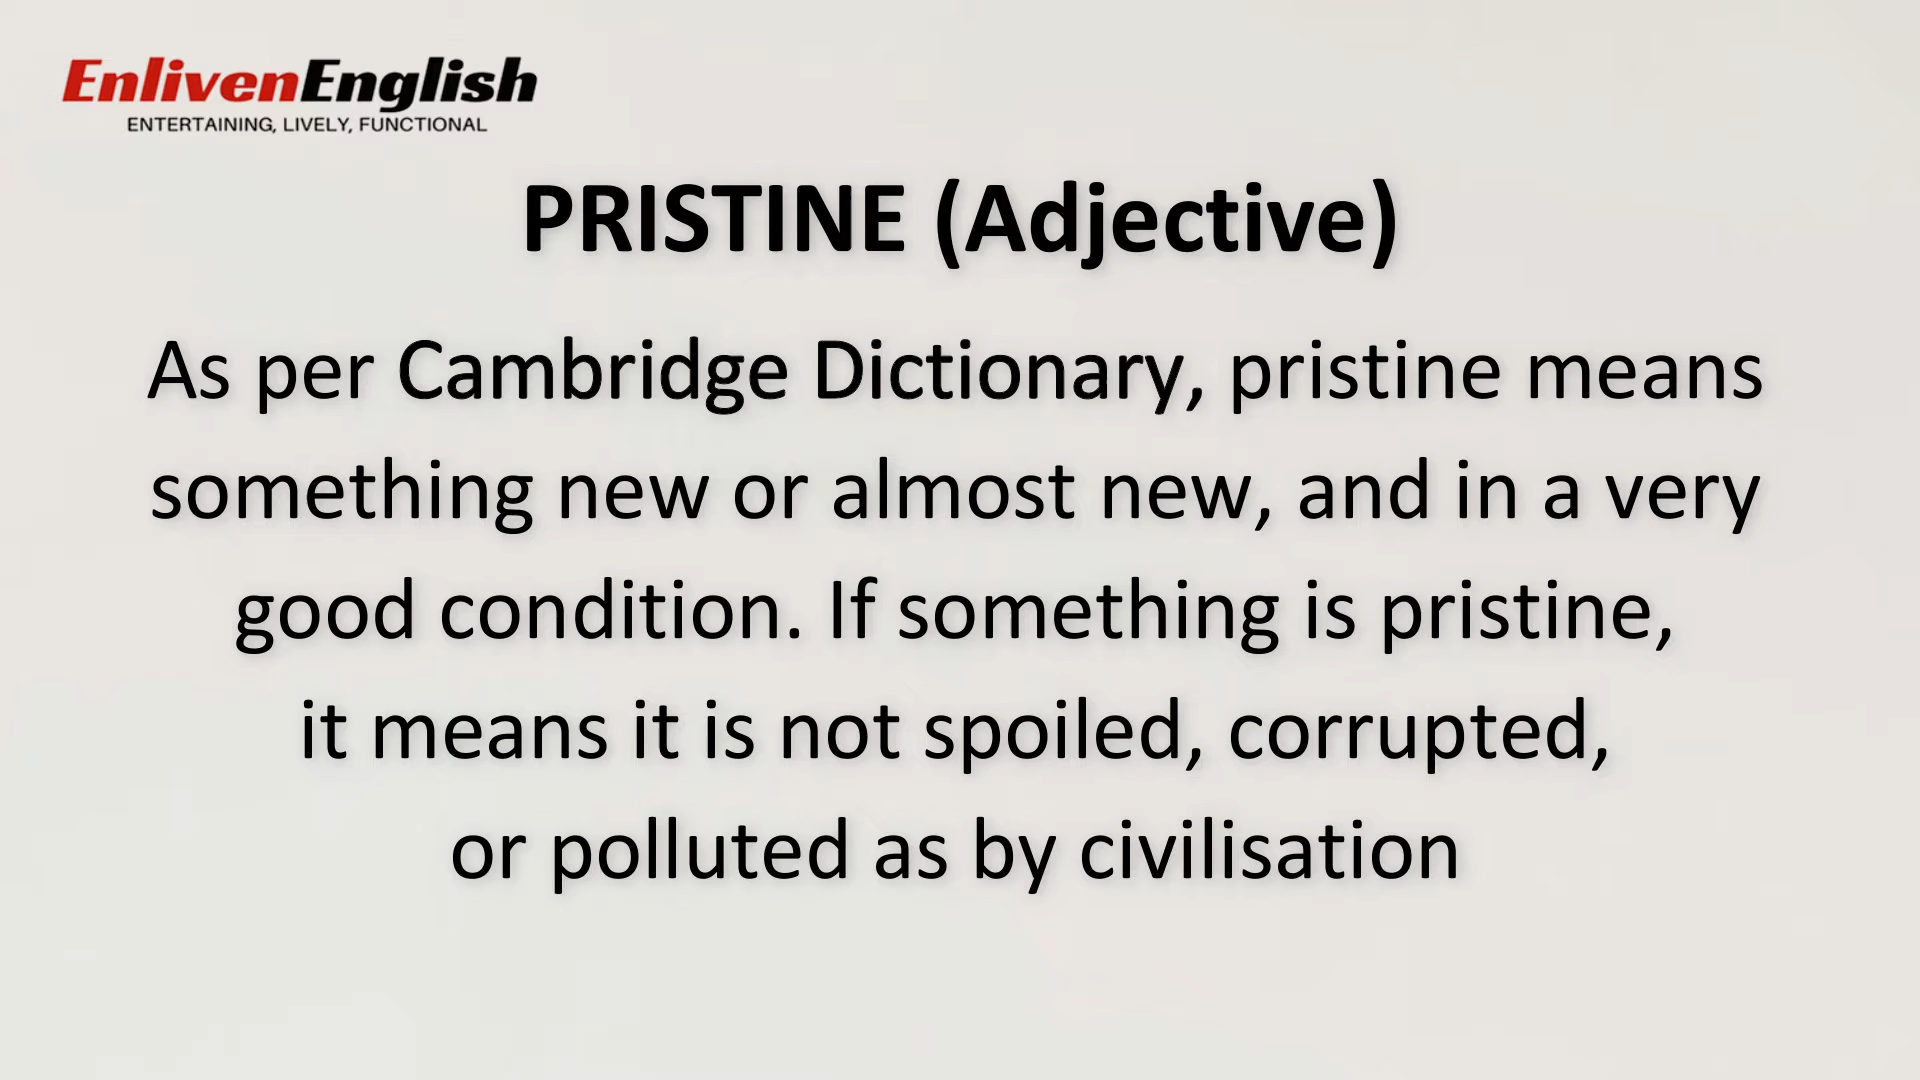 EnlivenEnglish
ENTERTAINING, LIVELY, FUNCTIONAL
PRISTINE (Adjective)
As per Cambridge Dictionary, pristine means
something new or almost new, and in a very
good condition. If something is pristine,
it means it is not spoiled, corrupted,
or polluted as by civilisation